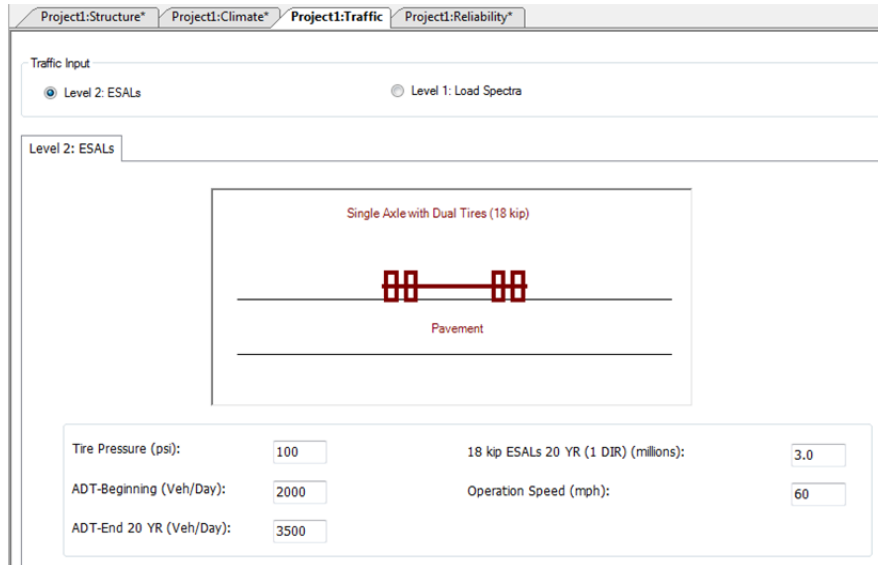 Project1:Structure* Project1:Climate* Project1:Traffic Project1:Reliability*
Traffic Input
Level 2: ESALs Level 1: Load Spectra
Level 2: ESALs
Single Axle with Dual Tires (18 kip)
Pavement
Tire Pressure (psi): 100 18 kip ESALs 20 YR (1 DIR) (millions): 3.0
ADT-Beginning (Veh/Day): 2000 Operation Speed (mph): 60
ADT-End 20 YR (Veh/Day): 3500